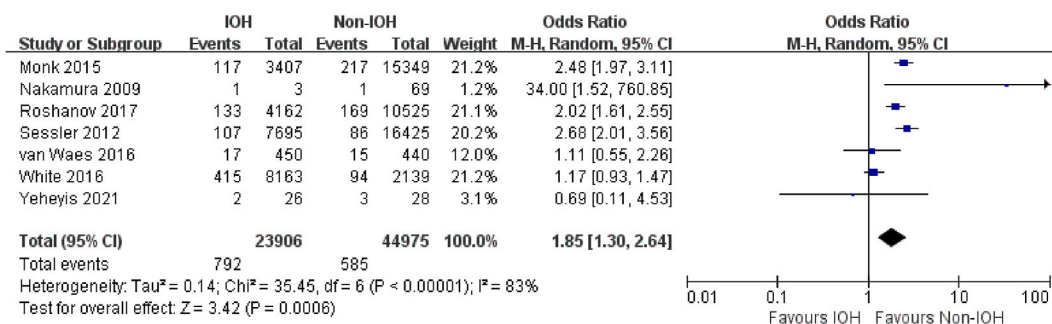 IOH Non-IOH Odds Ratio Odds Ratio
Study or Subgroup Events Total Events Total Weight M-H, Random, 95% CI M-H, Random, 95% CI
Monk 2015 117 3407 217 15349 21.2% 2.48 [1.97, 3.11]
Nakamura 2009 1 3 1 69 1.2% 34.00 [1.52, 760.85]
Roshanov 2017 133 4162 169 10525 21.1% 2.02 [1.61, 2.55]
Sessler 2012 107 7695 86 16425 20.2% 2.68 [2.01, 3.56]
van Waes 2016 17 450 15 440 12.0% 1.11 [0.55, 2.26]
White 2016 415 8163 94 2139 21.2% 1.17 [0.93, 1.47]
Yeheyis 2021 2 26 3 28 3.1% 0.69 [0.11, 4.53]
Total (95% CI) 23906 44975 100.0% 1.85 [1.30, 2.64]
Total events 792 585
Heterogeneity: Tau² = 0.14; Chi² = 35.45, df = 6 (P < 0.00001); I² = 83%
Test for overall effect: Z = 3.42 (P = 0.0006)
0.01 0.1 1 10 100
Favours IOH Favours Non-IOH